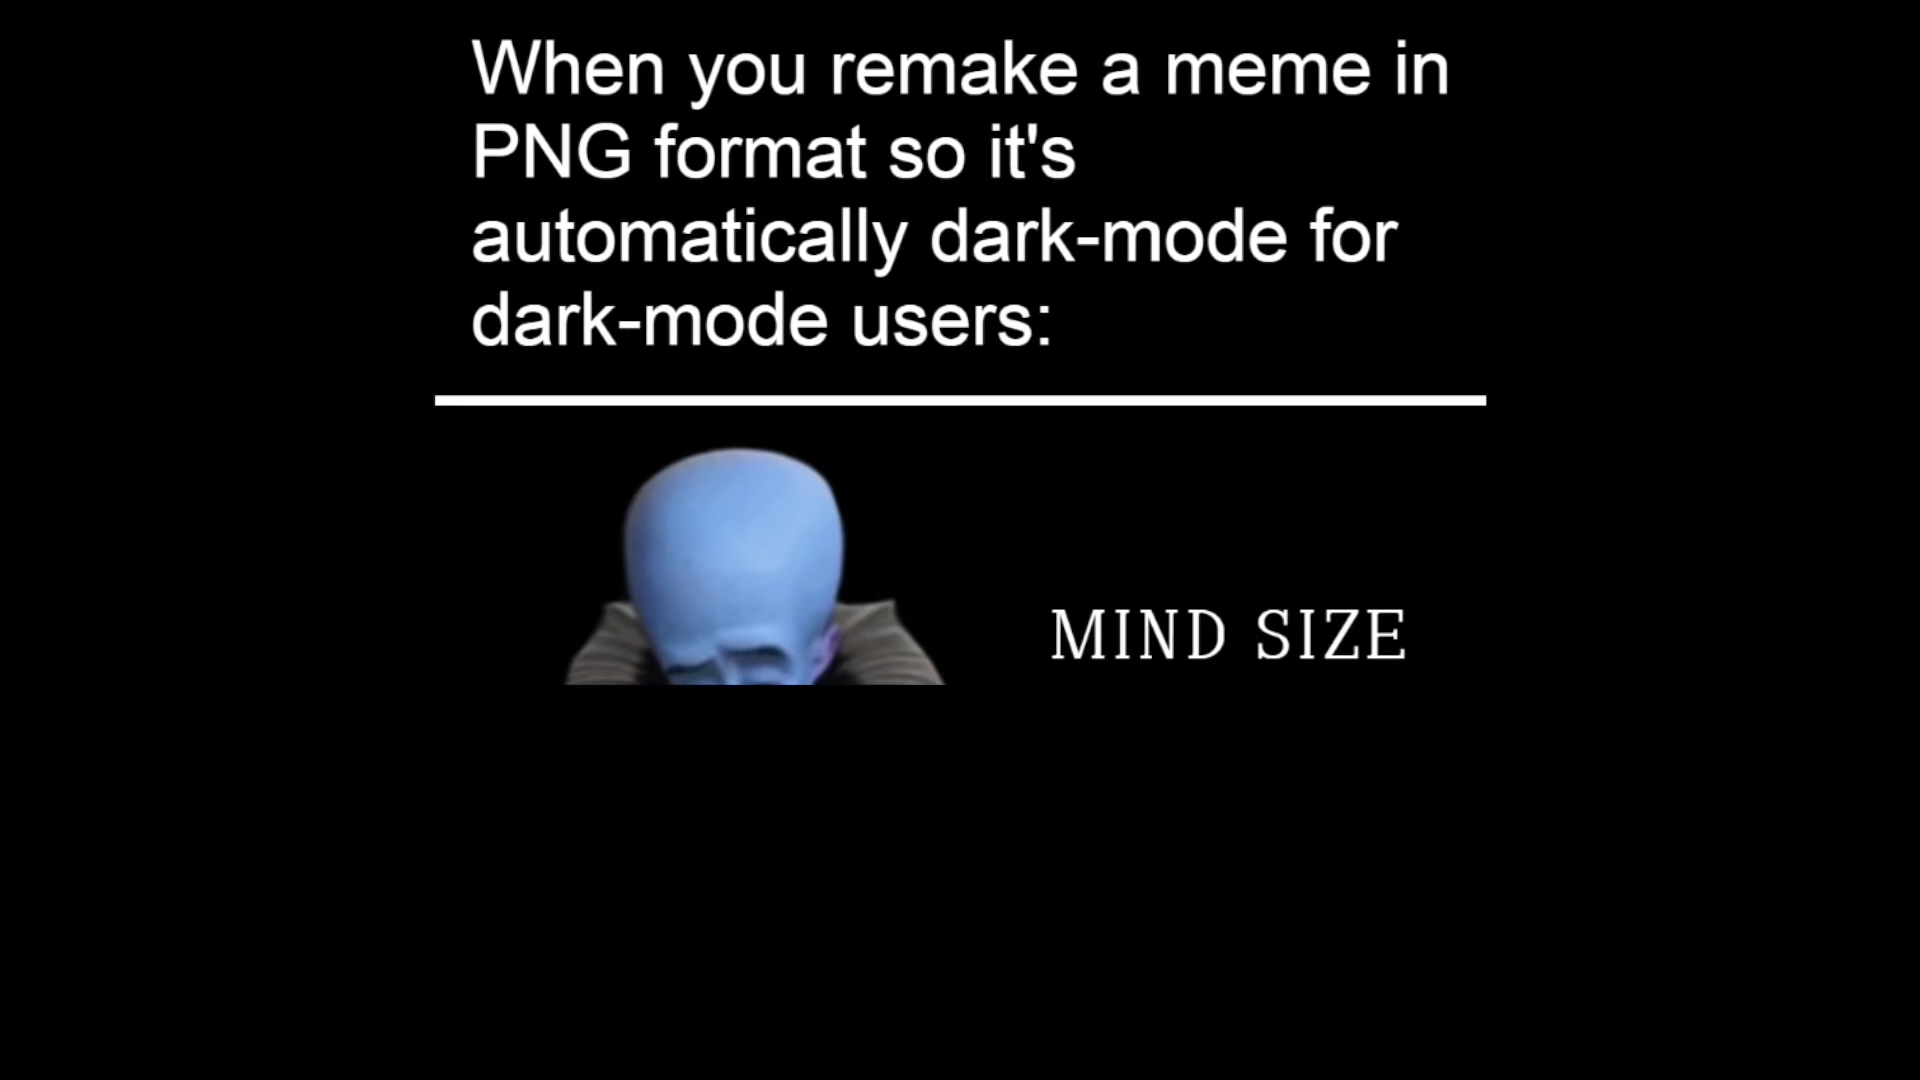 When you remake a meme in
PNG format so it's
automatically dark-mode for
dark-mode users:
MIND SIZE